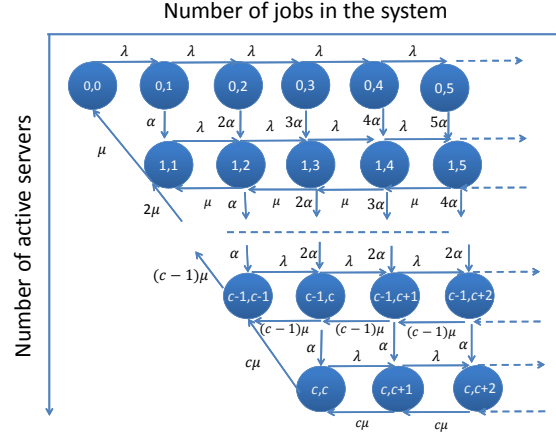 Number of jobs in the system
Number of active servers
λ λ λ λ λ
0,0 0,1 0,2 0,3 0,4 0,5
α 2α 3α 4α 5α
λ λ λ λ
μ
1,1 1,2 1,3 1,4 1,5
2μ μ α μ 2α μ 3α μ 4α
(c − 1)μ α 2α 2α 2α
λ λ λ
c-1,c-1 c-1,c c-1,c+1 c-1,c+2
(c − 1)μ (c − 1)μ (c − 1)μ
α α α
cμ λ λ
c,c c,c+1 c,c+2
cμ cμ